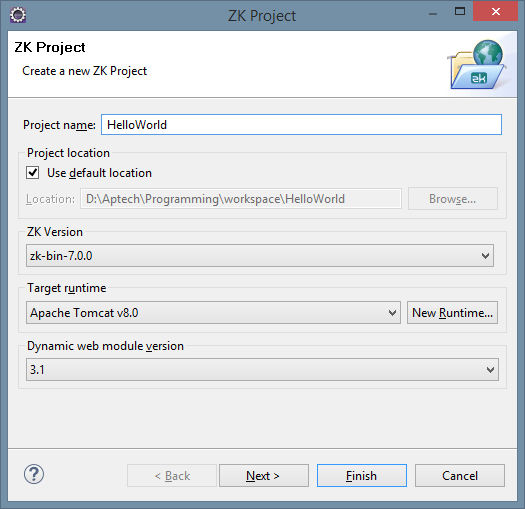 ZK Project
ZK Project
Create a new ZK Project
zk
Project name: HelloWorld
Project location
Use default location
Location: D:\Aptech\Programming\workspace\HelloWorld Browse...
ZK Version
zk-bin-7.0.0
Target runtime
Apache Tomcat v8.0 New Runtime...
Dynamic web module version
3.1
? < Back Next > Finish Cancel